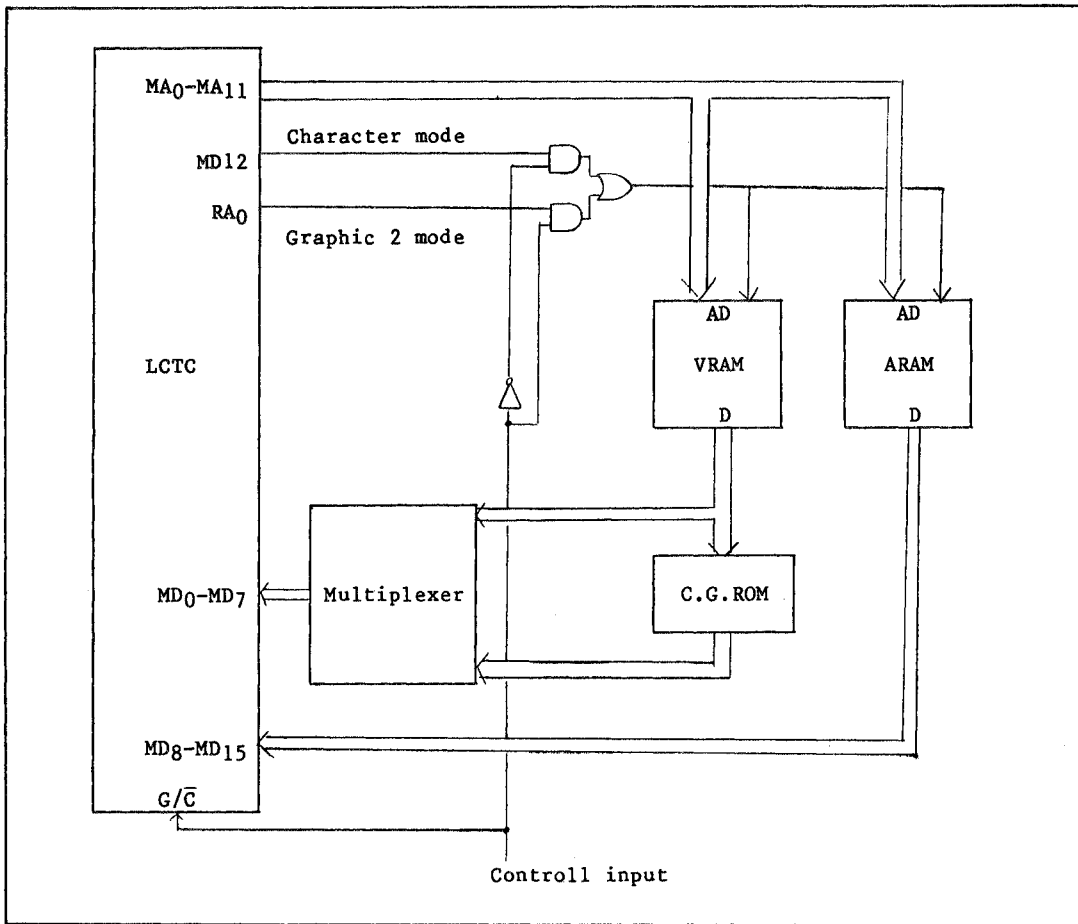 MA0-MA11
Character mode
MD12
RA0
Graphic 2 mode
AD
AD
LCTC
VRAM
ARAM
D
D
MD0-MD7
Multiplexer
C.G.ROM
MD8-MD15
G/C̅
Controll input